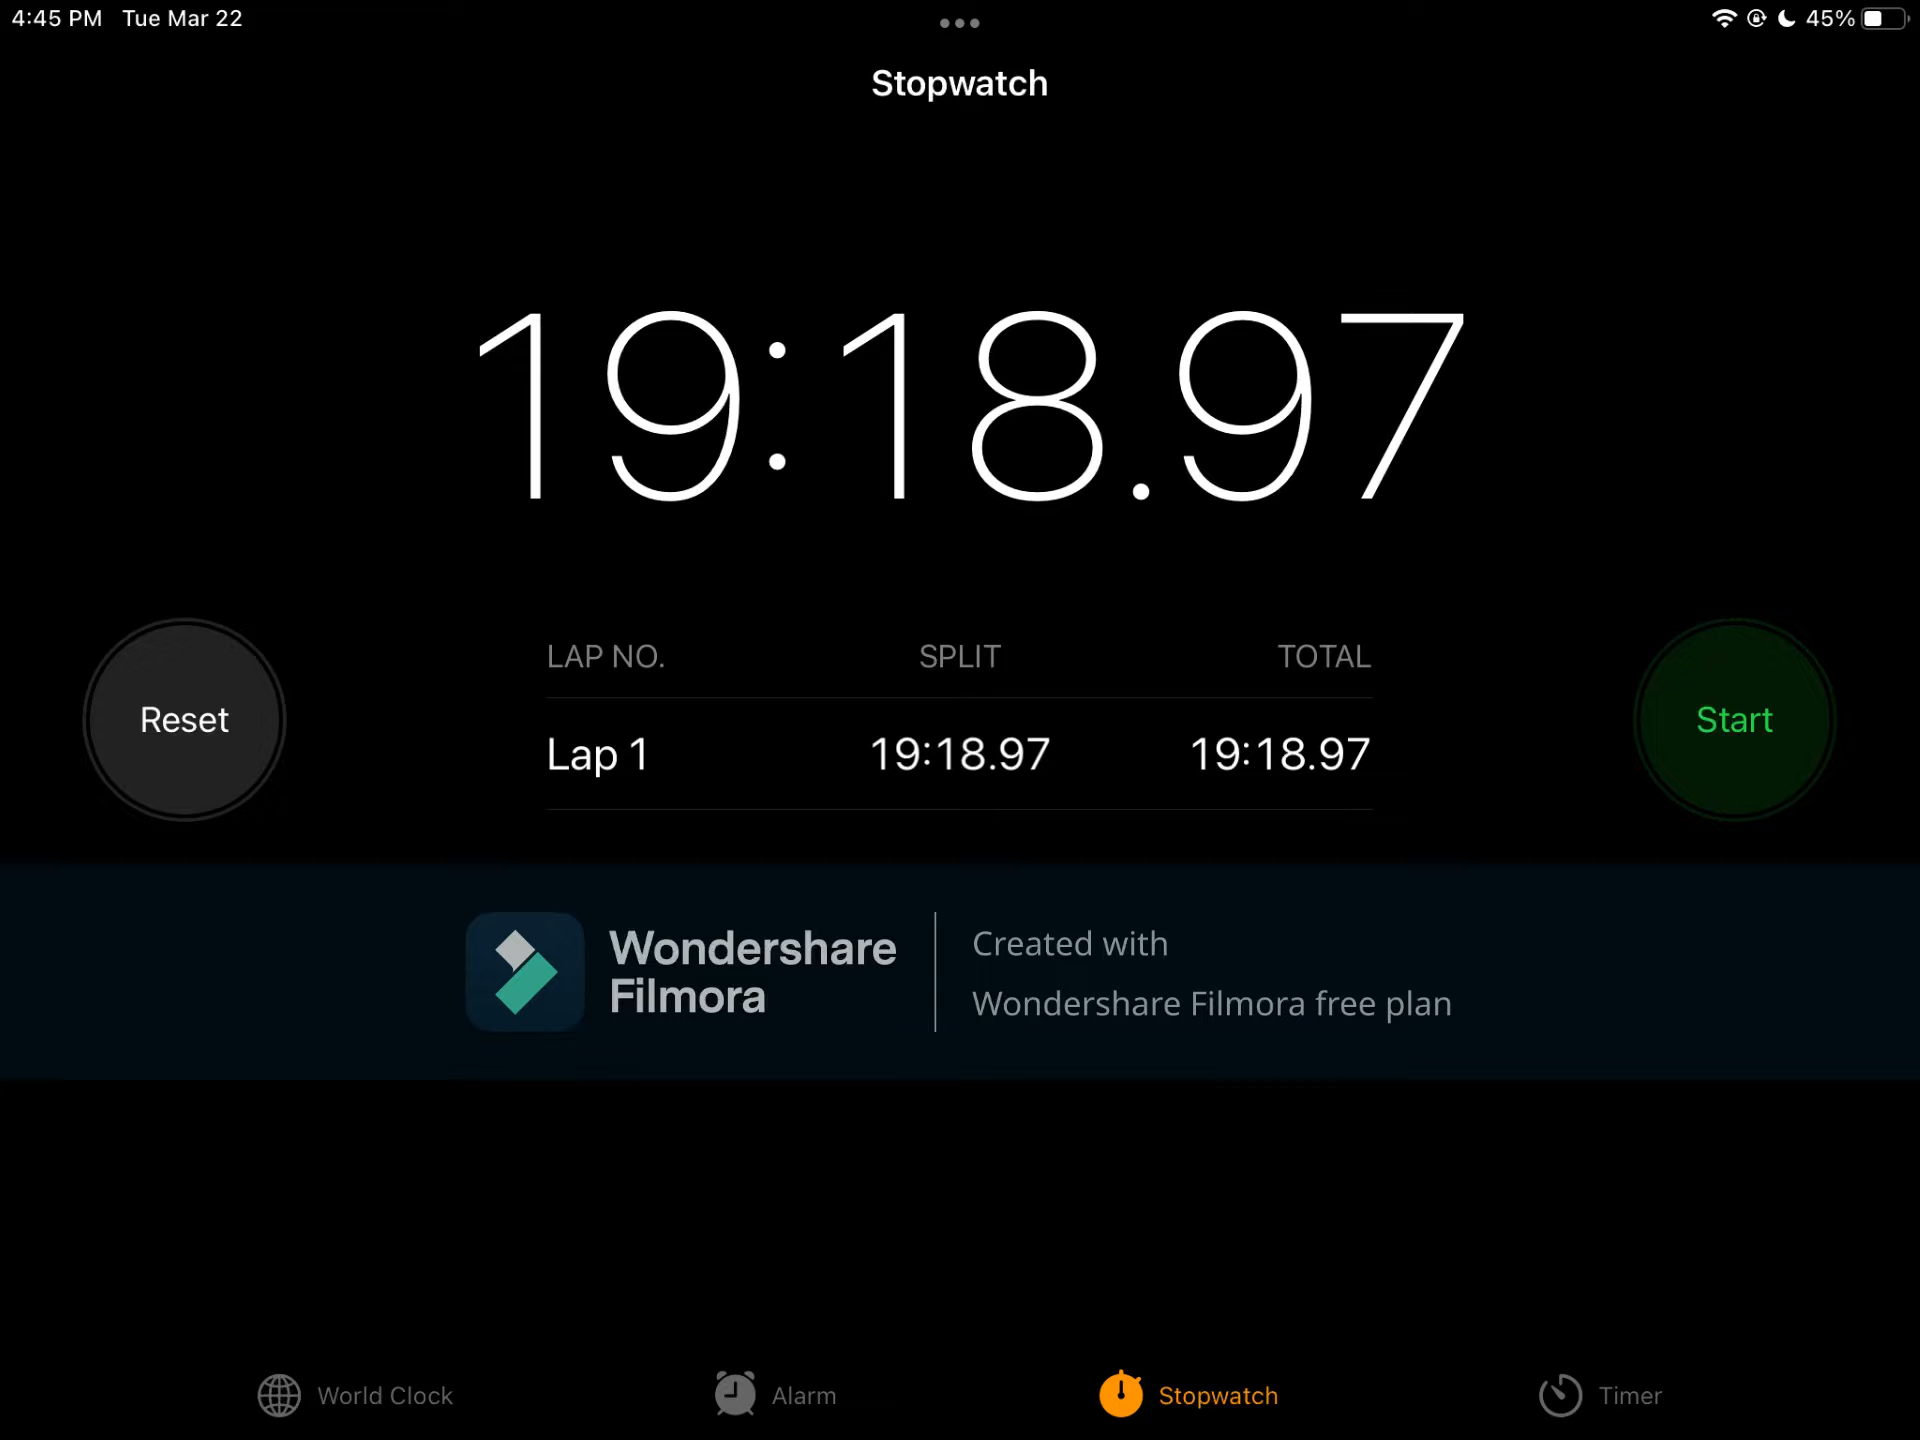 4:45 PM Tue Mar 22
45%
Stopwatch
19:18.97
LAP NO. SPLIT TOTAL
Lap 1 19:18.97 19:18.97
Reset
Start
Wondershare
Filmora
Created with
Wondershare Filmora free plan
World Clock Alarm Stopwatch Timer